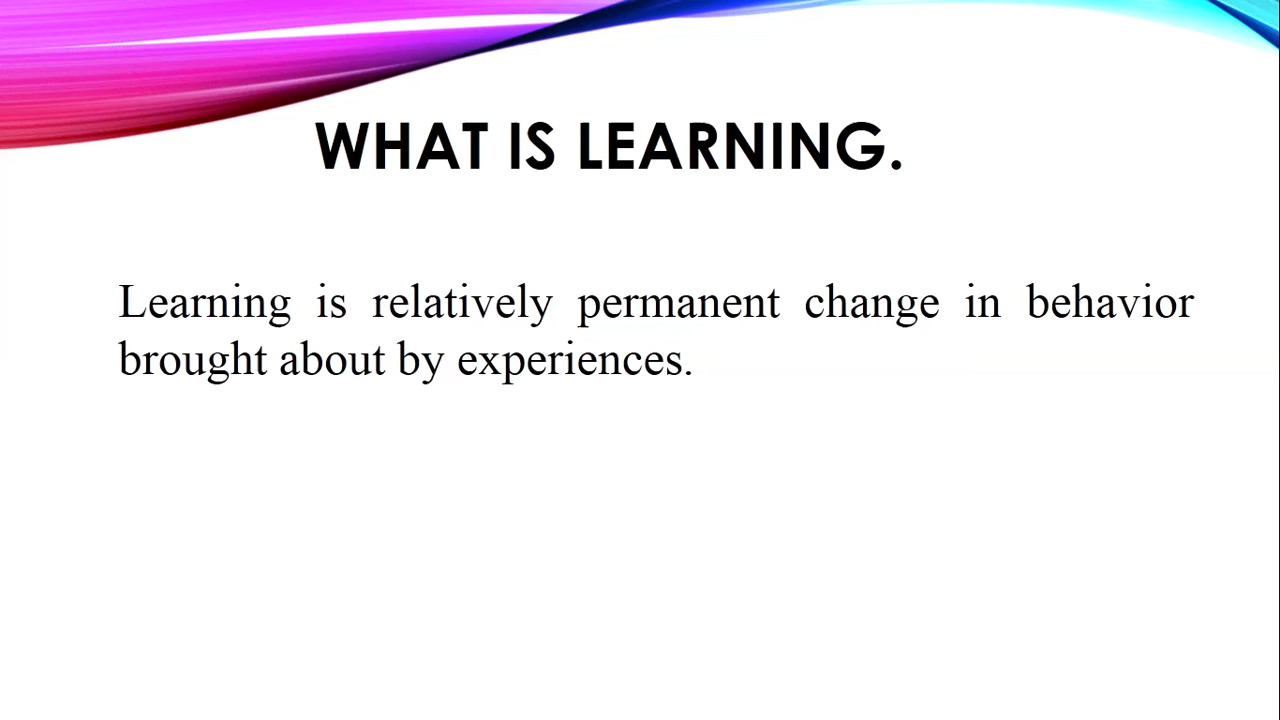 WHAT IS LEARNING.
Learning is relatively permanent change in behavior
brought about by experiences.